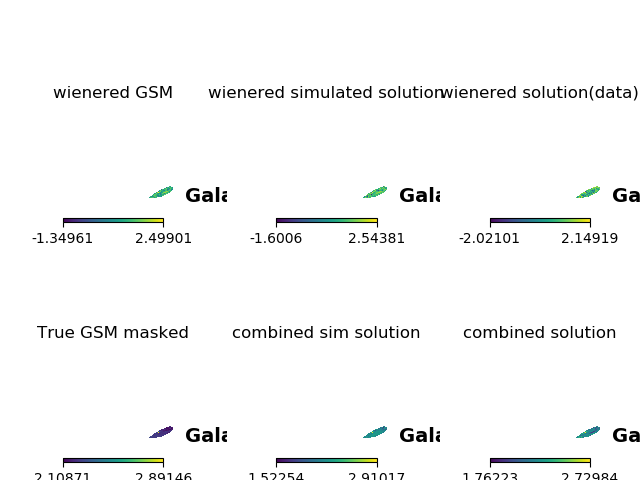 wienered GSM
wienered simulated solution
wienered solution(data)
Gala
Gala
Ga
-1.34961 2.49901
-1.6006 2.54381
-2.02101 2.14919
True GSM masked
combined sim solution
combined solution
Gala
Gala
Ga
2.10871 2.89146
1.52254 2.91017
1.76223 2.72984